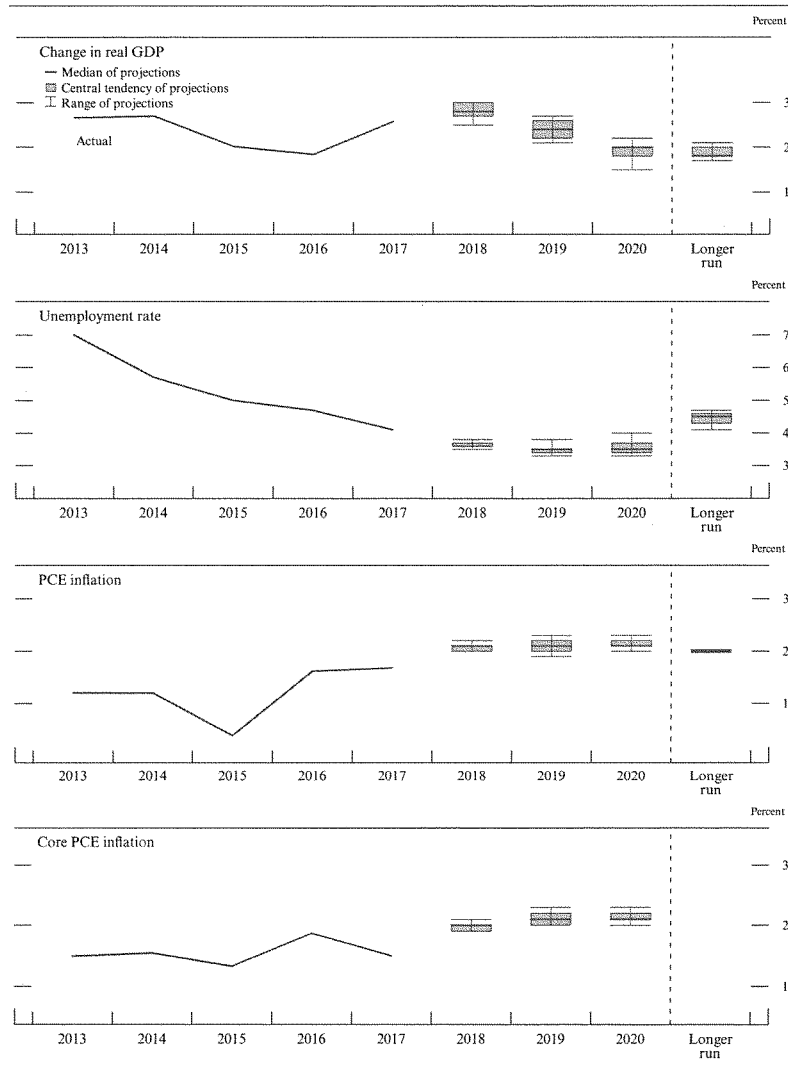 Percent
Change in real GDP
Median of projections
Central tendency of projections
Range of projections
Actual
3
2
1
2013 2014 2015 2016 2017 2018 2019 2020 Longer run
Percent
Unemployment rate
7
6
5
4
3
2013 2014 2015 2016 2017 2018 2019 2020 Longer run
Percent
PCE inflation
3
2
1
2013 2014 2015 2016 2017 2018 2019 2020 Longer run
Percent
Core PCE inflation
3
2
1
2013 2014 2015 2016 2017 2018 2019 2020 Longer run